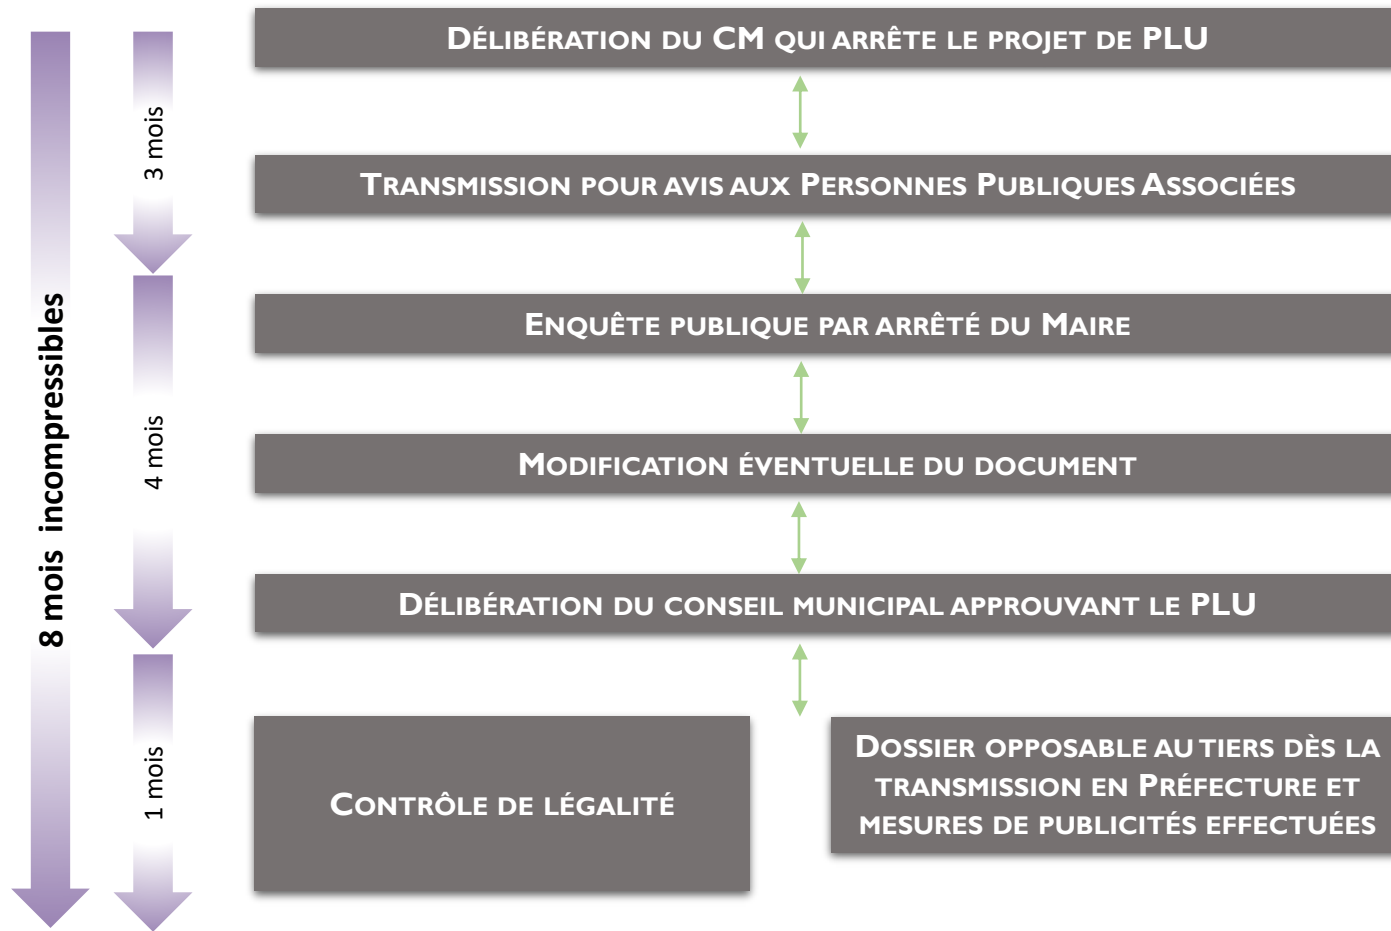 DÉLIBÉRATION DU CM QUI ARRÊTE LE PROJET DE PLU
3 mois
TRANSMISSION POUR AVIS AUX PERSONNES PUBLIQUES ASSOCIÉES
8 mois incompressibles
ENQUÊTE PUBLIQUE PAR ARRÊTÉ DU MAIRE
4 mois
MODIFICATION ÉVENTUELLE DU DOCUMENT
DÉLIBÉRATION DU CONSEIL MUNICIPAL APPROUVANT LE PLU
1 mois
CONTRÔLE DE LÉGALITÉ
DOSSIER OPPOSABLE AU TIERS DÈS LA
TRANSMISSION EN PRÉFECTURE ET
MESURES DE PUBLICITÉS EFFECTUÉES